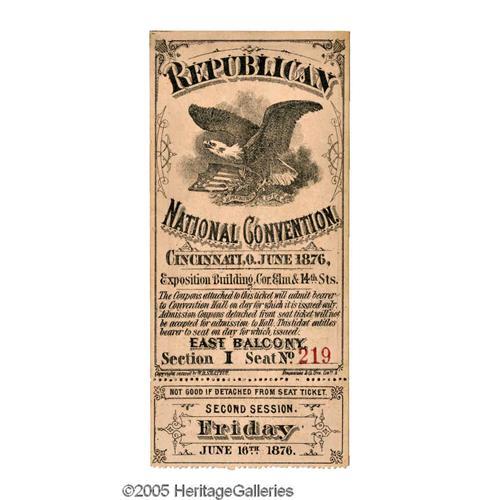 REPUBLICAN
NATIONAL CONVENTION.
CINCINNATI, O. JUNE 1876,
Exposition Building, Cor. Elm & 14th Sts.
The Coupons attached to this ticket will admit bearer
to Convention Hall on day for which it is issued only.
Admission Coupons detached from seat ticket will
not be accepted for admission to Hall. This ticket entitles
bearer to seat on day for which, issued:
EAST BALCONY,
Section I Seat No 219
Copyright secured by
NOT GOOD IF DETACHED FROM SEAT TICKET.
SECOND SESSION.
Friday
JUNE 16TH 1876.
©2005 HeritageGalleries